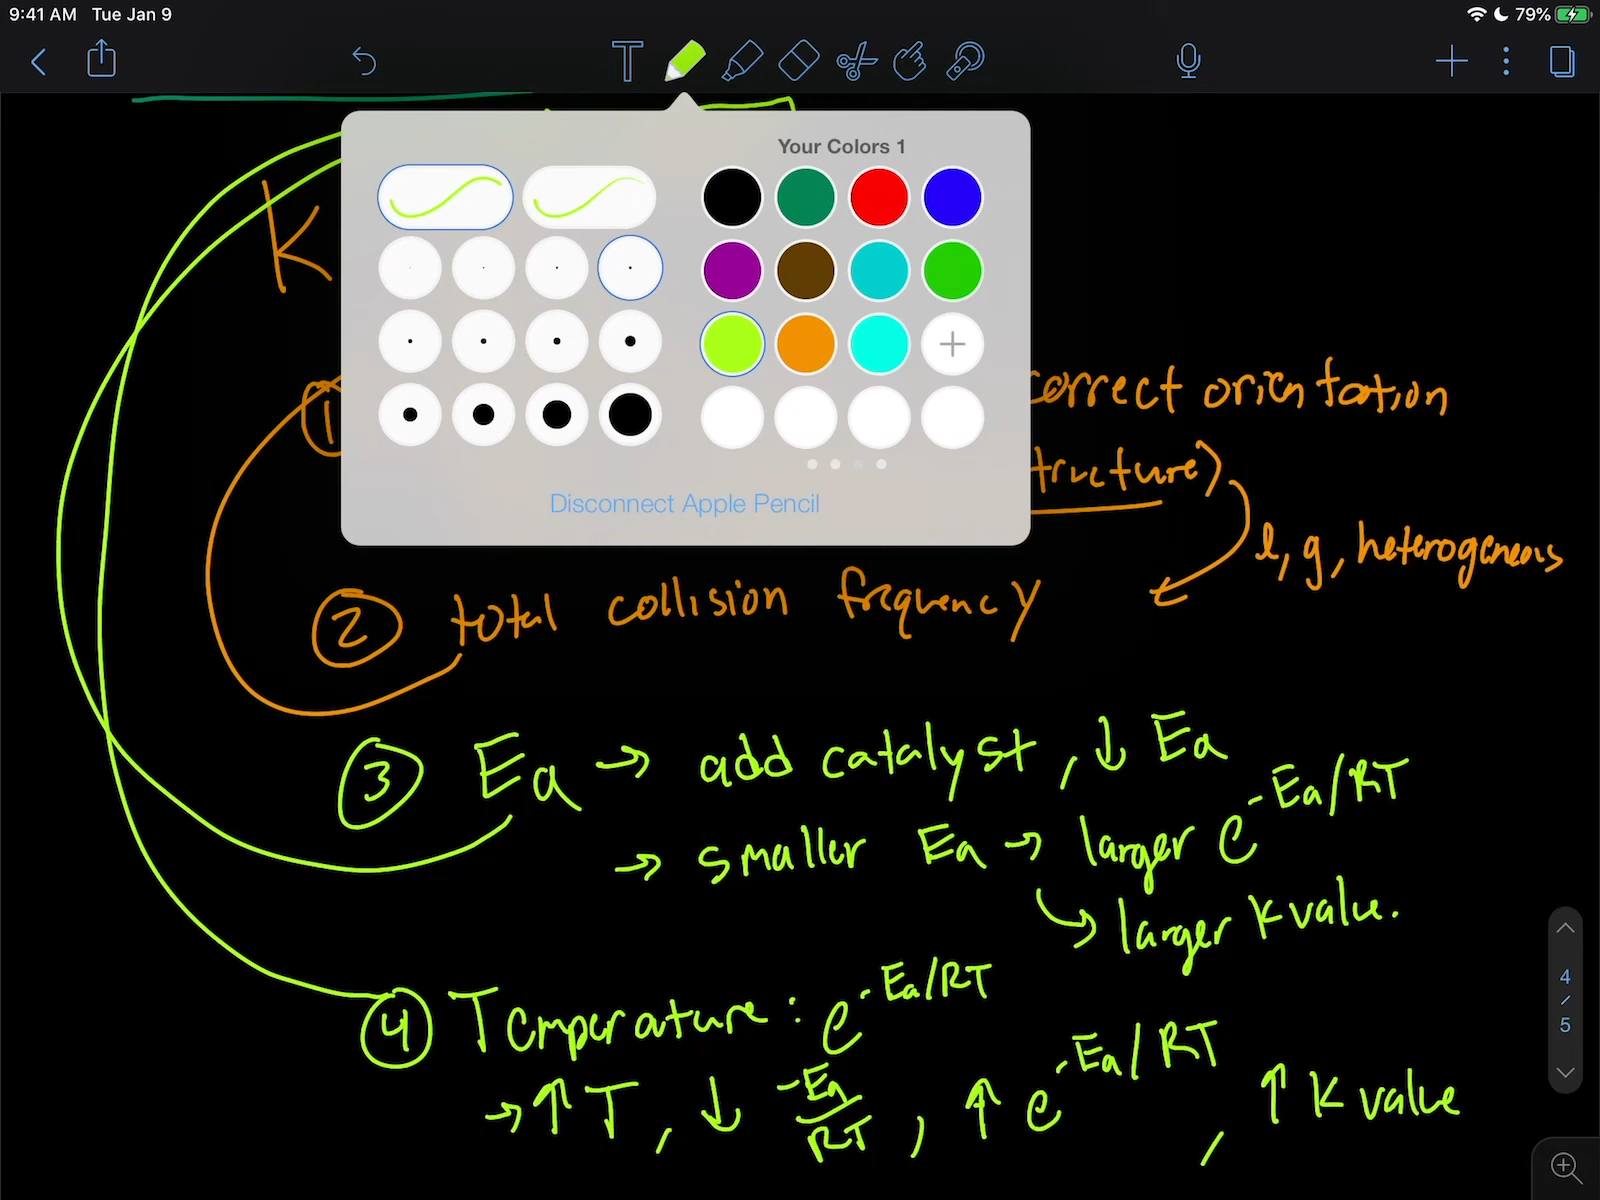 9:41 AM Tue Jan 9 79%
Your Colors 1
Disconnect Apple Pencil
K
① correct orientation
tructure)
l, g, heterogeneous
② total collision frequency
③ Ea → add catalyst, ↓ Ea
→ smaller Ea → larger e^-Ea/RT
↳ larger K value.
④ Temperature: e^-Ea/RT
→ ↑ T, ↓ -Ea/RT, ↑ e^-Ea/RT, ↑ K value
4
/
5